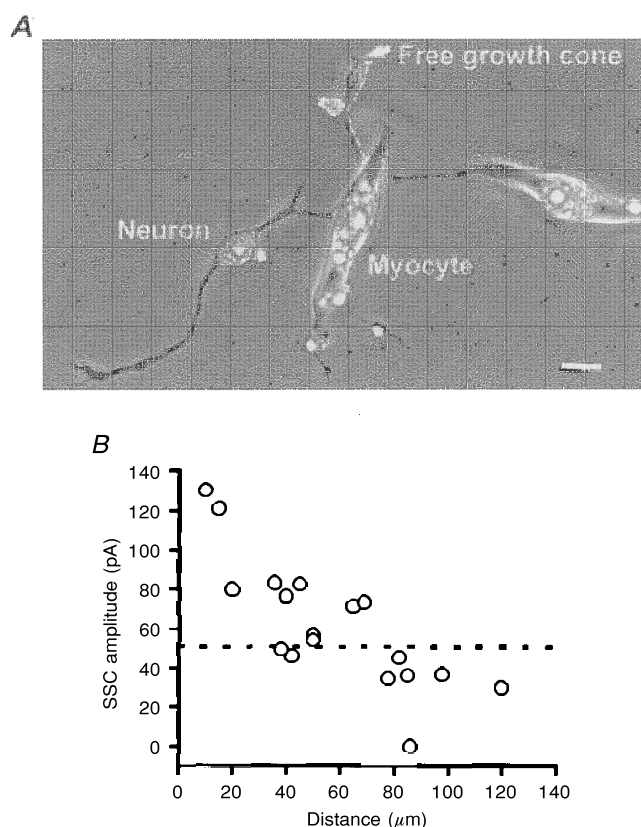 A
Free growth cone
Neuron
Myocyte
B
140
120
100
80
60
40
20
0
SSC amplitude (pA)
0 20 40 60 80 100 120 140
Distance (μm)